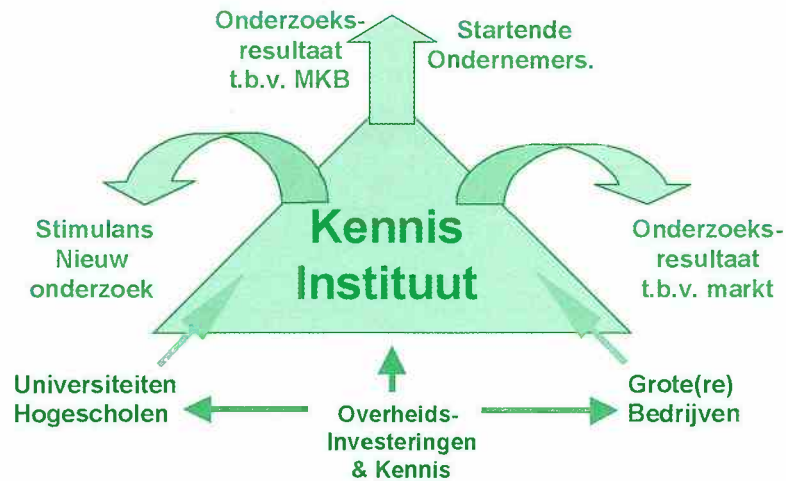 Onderzoeks-
resultaat
t.b.v. MKB
Startende
Ondernemers.
Stimulans
Nieuw
onderzoek
Kennis
Instituut
Onderzoeks-
resultaat
t.b.v. markt
Universiteiten
Hogescholen
Overheids-
Investeringen
& Kennis
Grote(re)
Bedrijven